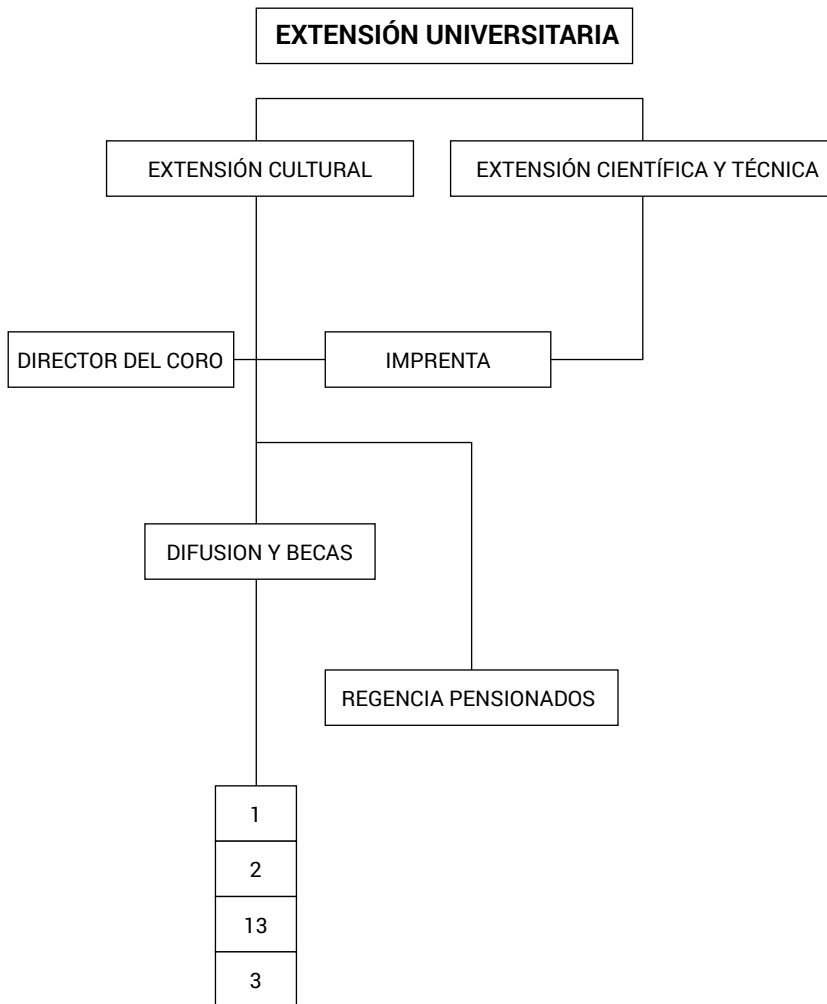 EXTENSIÓN UNIVERSITARIA
EXTENSIÓN CULTURAL
EXTENSIÓN CIENTÍFICA Y TÉCNICA
DIRECTOR DEL CORO
IMPRENTA
DIFUSION Y BECAS
REGENCIA PENSIONADOS
1
2
13
3